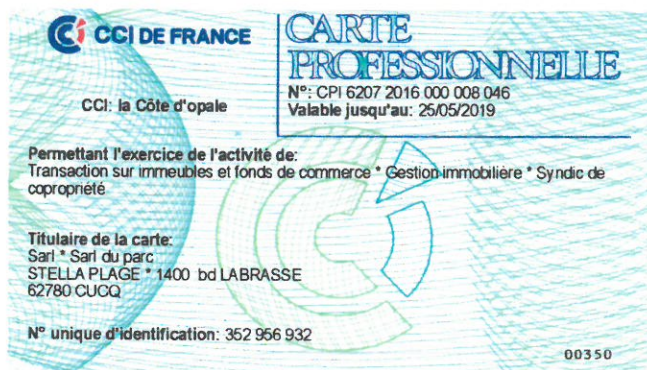 CCI DE FRANCE
CARTE
PROFESSIONNELLE
N°: CPI 6207 2016 000 008 046
CCI: la Côte d'opale
Valable jusqu'au: 25/05/2019
Permettant l'exercice de l'activité de:
Transaction sur immeubles et fonds de commerce * Gestion immobilière * Syndic de
copropriété
Titulaire de la carte:
Sarl * Sarl du parc
STELLA PLAGE * 1400 bd LABRASSE
62780 CUCQ
N° unique d'identification: 352 956 932
00350